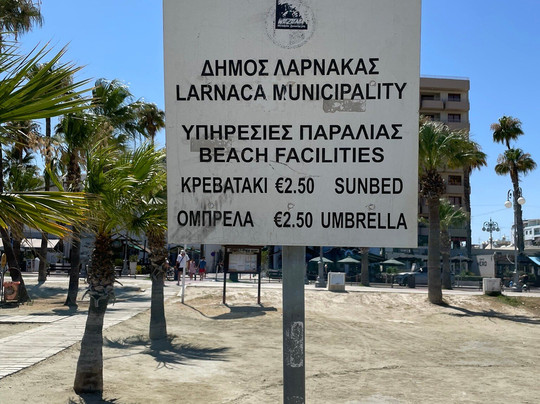 ΔΗΜΟΣ ΛΑΡΝΑΚΑΣ
LARNACA MUNICIPALITY
ΥΠΗΡΕΣΙΕΣ ΠΑΡΑΛΙΑΣ
BEACH FACILITIES
ΚΡΕΒΑΤΑΚΙ €2.50 SUNBED
ΟΜΠΡΕΛΑ €2.50 UMBRELLA